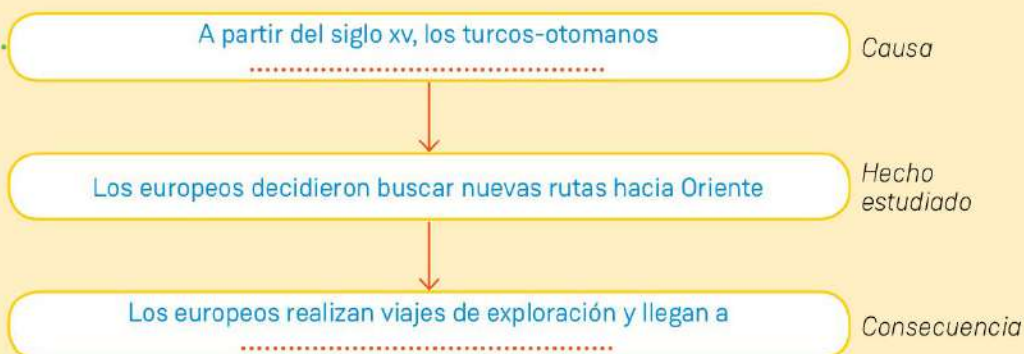 A partir del siglo xv, los turcos-otomanos
................................................
Causa
Los europeos decidieron buscar nuevas rutas hacia Oriente
Hecho
estudiado
Los europeos realizan viajes de exploración y llegan a
..................................................
Consecuencia